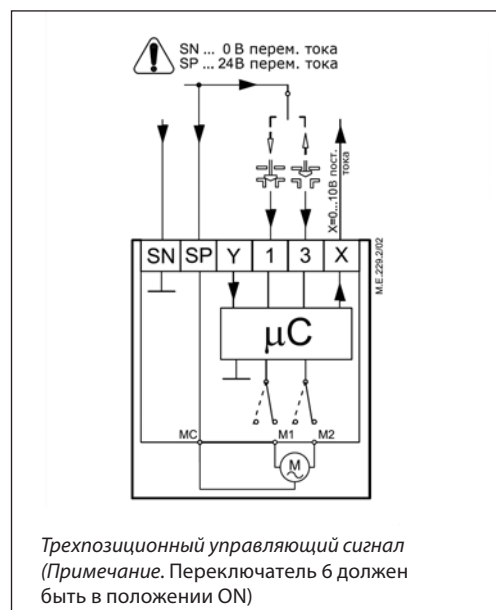 SN ... 0 В перем. тока
SP ... 24В перем. тока
X=0...10В пост.
тока
SN SP Y 1 3 X
M.E.229.2/02
µC
MC M1 M2
M
Трехпозиционный управляющий сигнал
(Примечание. Переключатель 6 должен
быть в положении ON)